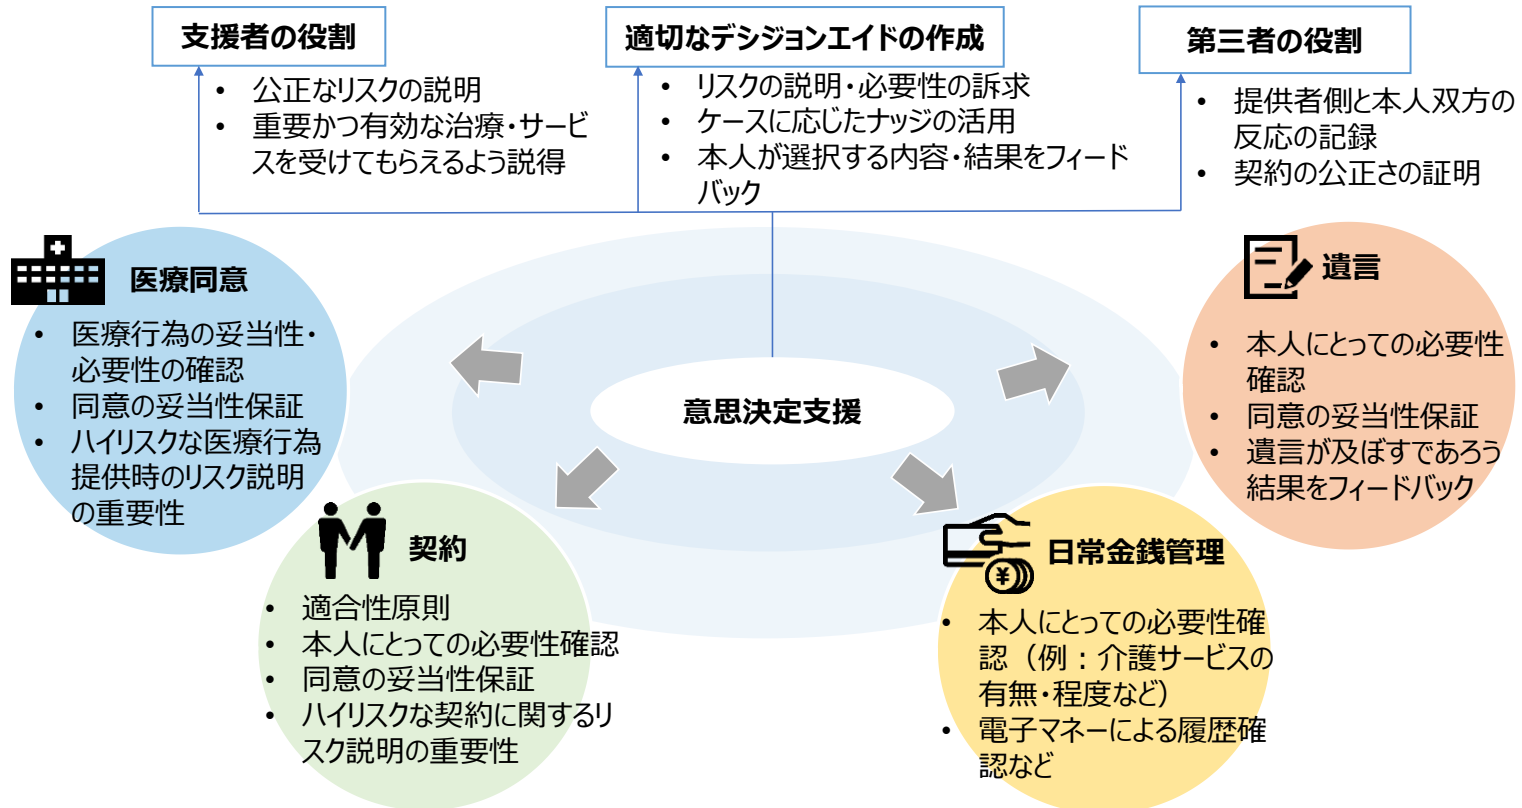 支援者の役割
• 公正なリスクの説明
• 重要かつ有効な治療・サービ
スを受けてもらえるよう説得
適切なデシジョンエイドの作成
• リスクの説明・必要性の訴求
• ケースに応じたナッジの活用
• 本人が選択する内容・結果をフィード
バック
第三者の役割
• 提供者側と本人双方の
反応の記録
• 契約の公正さの証明
意思決定支援
医療同意
• 医療行為の妥当性・
必要性の確認
• 同意の妥当性保証
• ハイリスクな医療行為
提供時のリスク説明
の重要性
契約
• 適合性原則
• 本人にとっての必要性確認
• 同意の妥当性保証
• ハイリスクな契約に関するリ
スク説明の重要性
¥
日常金銭管理
• 本人にとっての必要性確
認（例：介護サービスの
有無・程度など）
• 電子マネーによる履歴確
認など
遺言
• 本人にとっての必要性
確認
• 同意の妥当性保証
• 遺言が及ぼすであろう
結果をフィードバック